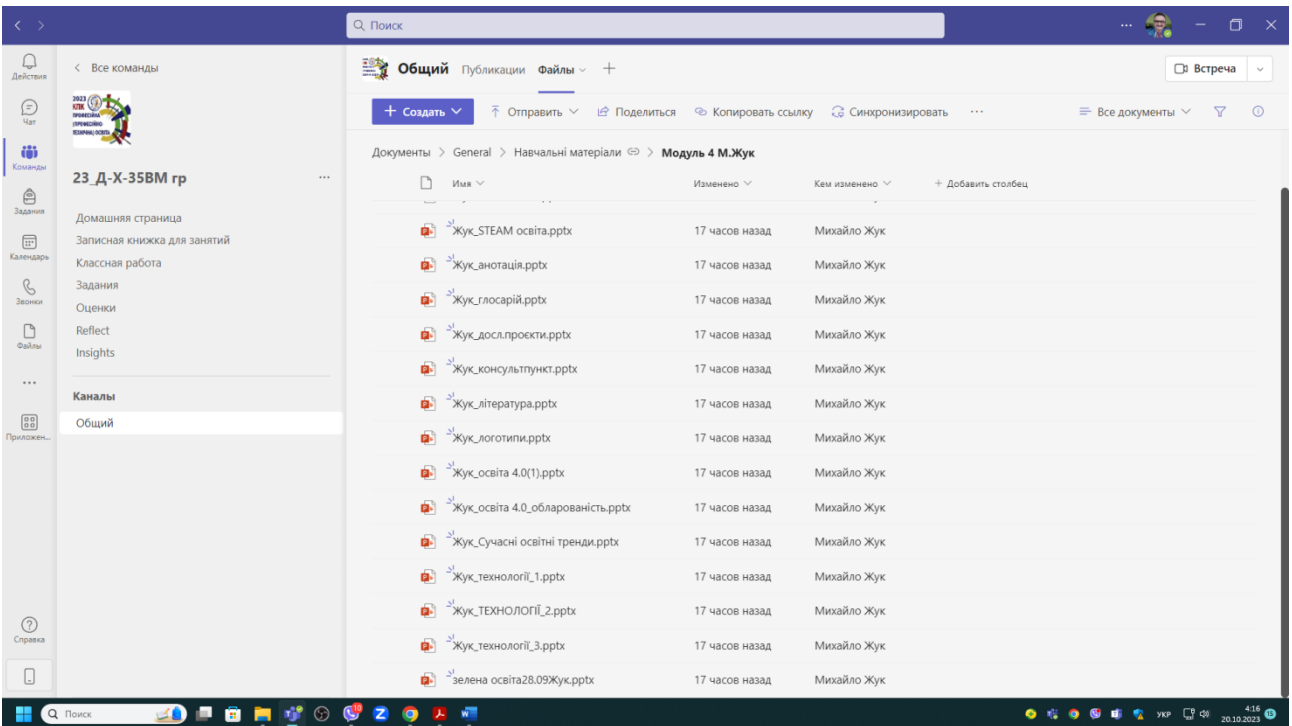 Поиск
Действия
Чат
Команды
Задания
Календарь
Звонки
Файлы
Приложен...
Справка
Все команды
2023
КПІК
ПРОФЕСІЙНА
23_Д-Х-35ВМ гр
Домашняя страница
Записная книжка для занятий
Классная работа
Задания
Оценки
Reflect
Insights
Каналы
Общий
Общий Публикации Файлы
Встреча
Создать Отправить Поделиться Копировать ссылку Синхронизировать ... Все документы
Документы > General > Навчальні матеріали > Модуль 4 М.Жук
Имя Изменено Кем изменено + Добавить столбец
Жук_STEAM освіта.pptx 17 часов назад Михайло Жук
Жук_анотація.pptx 17 часов назад Михайло Жук
Жук_глосарій.pptx 17 часов назад Михайло Жук
Жук_досл.проєкти.pptx 17 часов назад Михайло Жук
Жук_консультпункт.pptx 17 часов назад Михайло Жук
Жук_література.pptx 17 часов назад Михайло Жук
Жук_логотипи.pptx 17 часов назад Михайло Жук
Жук_освіта 4.0(1).pptx 17 часов назад Михайло Жук
Жук_освіта 4.0_обларованість.pptx 17 часов назад Михайло Жук
Жук_Сучасні освітні тренди.pptx 17 часов назад Михайло Жук
Жук_технології_1.pptx 17 часов назад Михайло Жук
Жук_ТЕХНОЛОГІЇ_2.pptx 17 часов назад Михайло Жук
Жук_технології_3.pptx 17 часов назад Михайло Жук
зелена освіта28.09Жук.pptx 17 часов назад Михайло Жук
Поиск
УКР
4:16
20.10.2023
15